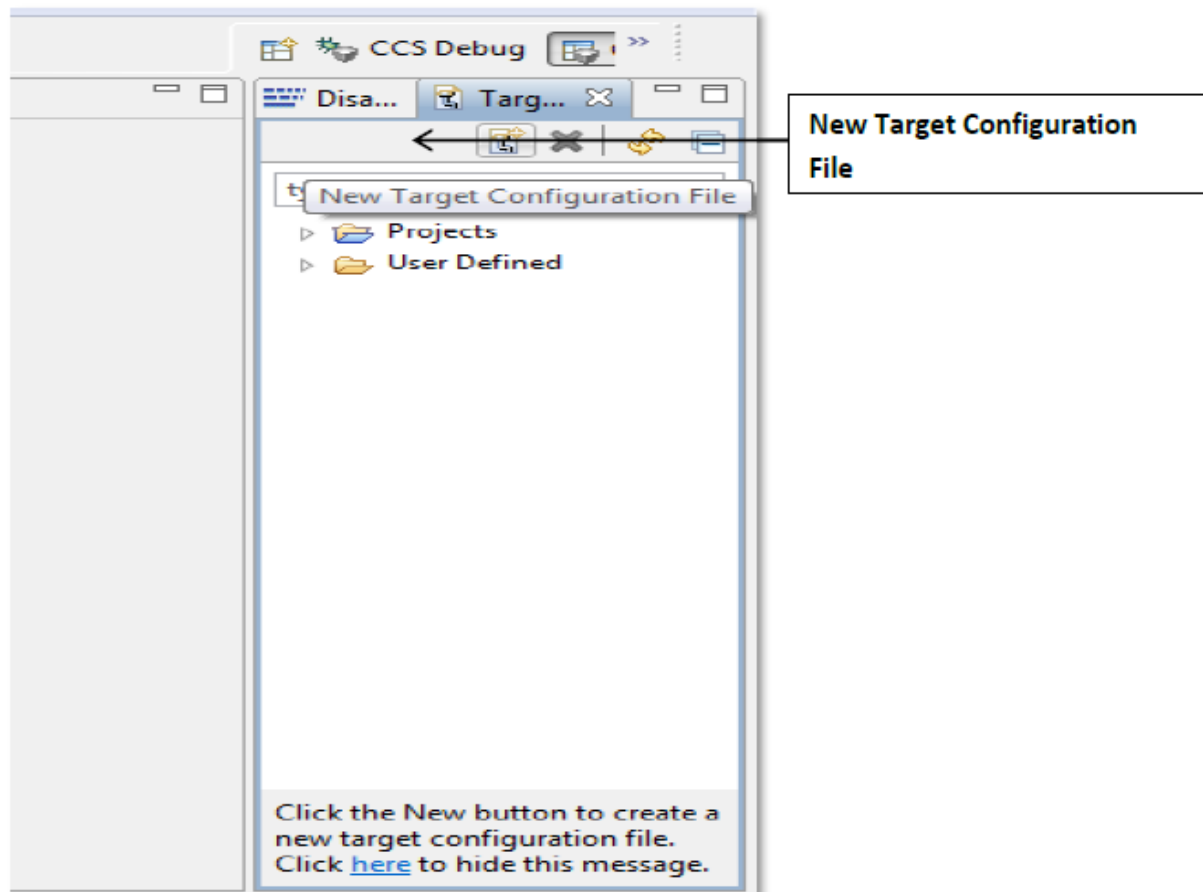 CCS Debug
Disa...
Targ...
New Target Configuration
File
New Target Configuration File
Projects
User Defined
Click the New button to create a
new target configuration file.
Click here to hide this message.